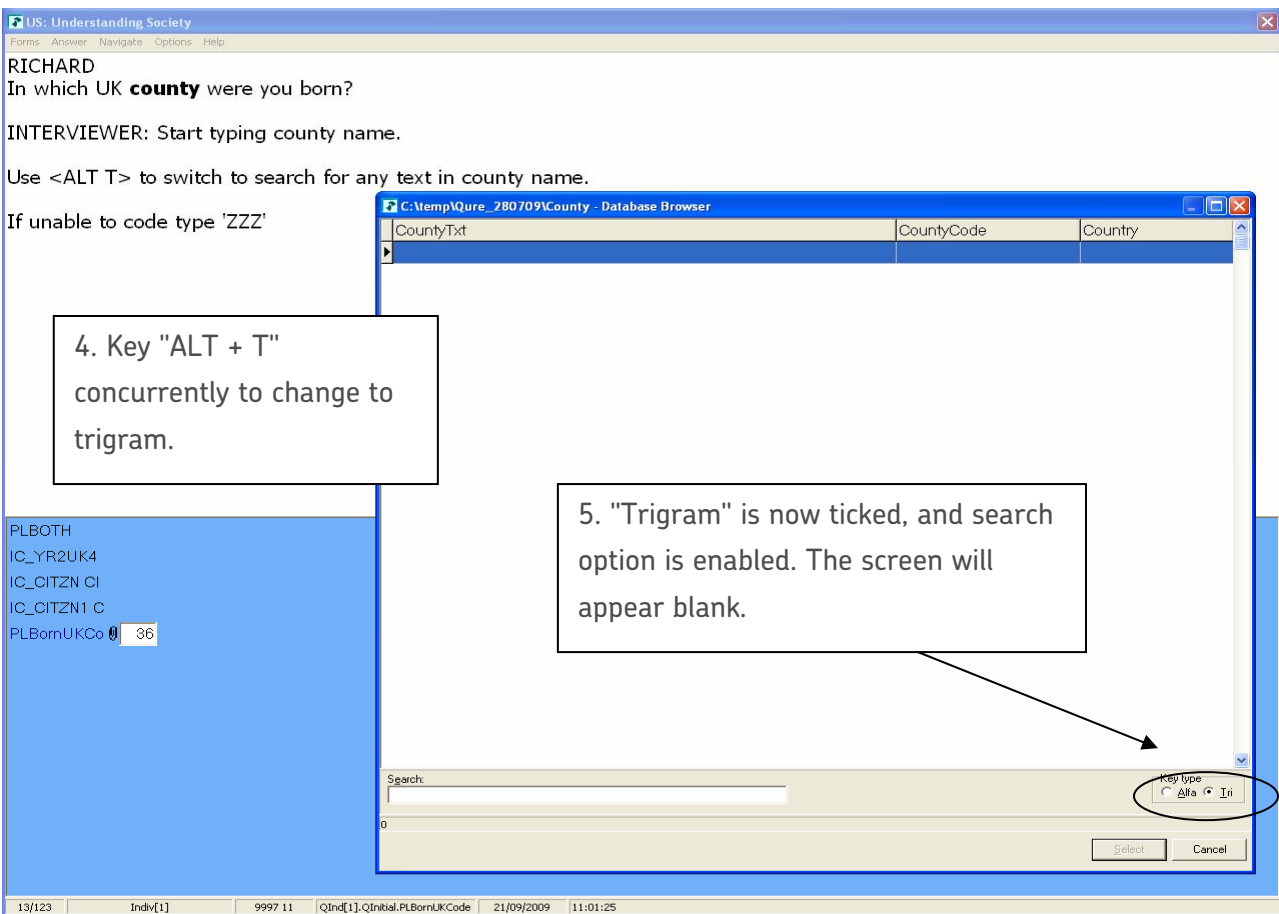 US: Understanding Society
Forms Answer Navigate Options Help
RICHARD
In which UK county were you born?
INTERVIEWER: Start typing county name.
Use <ALT T> to switch to search for any text in county name.
If unable to code type 'ZZZ'
C:\temp\Qure_280709\County - Database Browser
CountyTxt CountyCode Country
4. Key "ALT + T"
concurrently to change to
trigram.
5. "Trigram" is now ticked, and search
option is enabled. The screen will
appear blank.
PLBOTH
IC_YR2UK4
IC_CITZN CI
IC_CITZN1 C
PLBornUKCo 36
Search:
Key type
Alfa Tri
0
Select Cancel
13/123 Indiv[1] 9997 11 QInd[1].QInitial.PLBornUKCode 21/09/2009 11:01:25